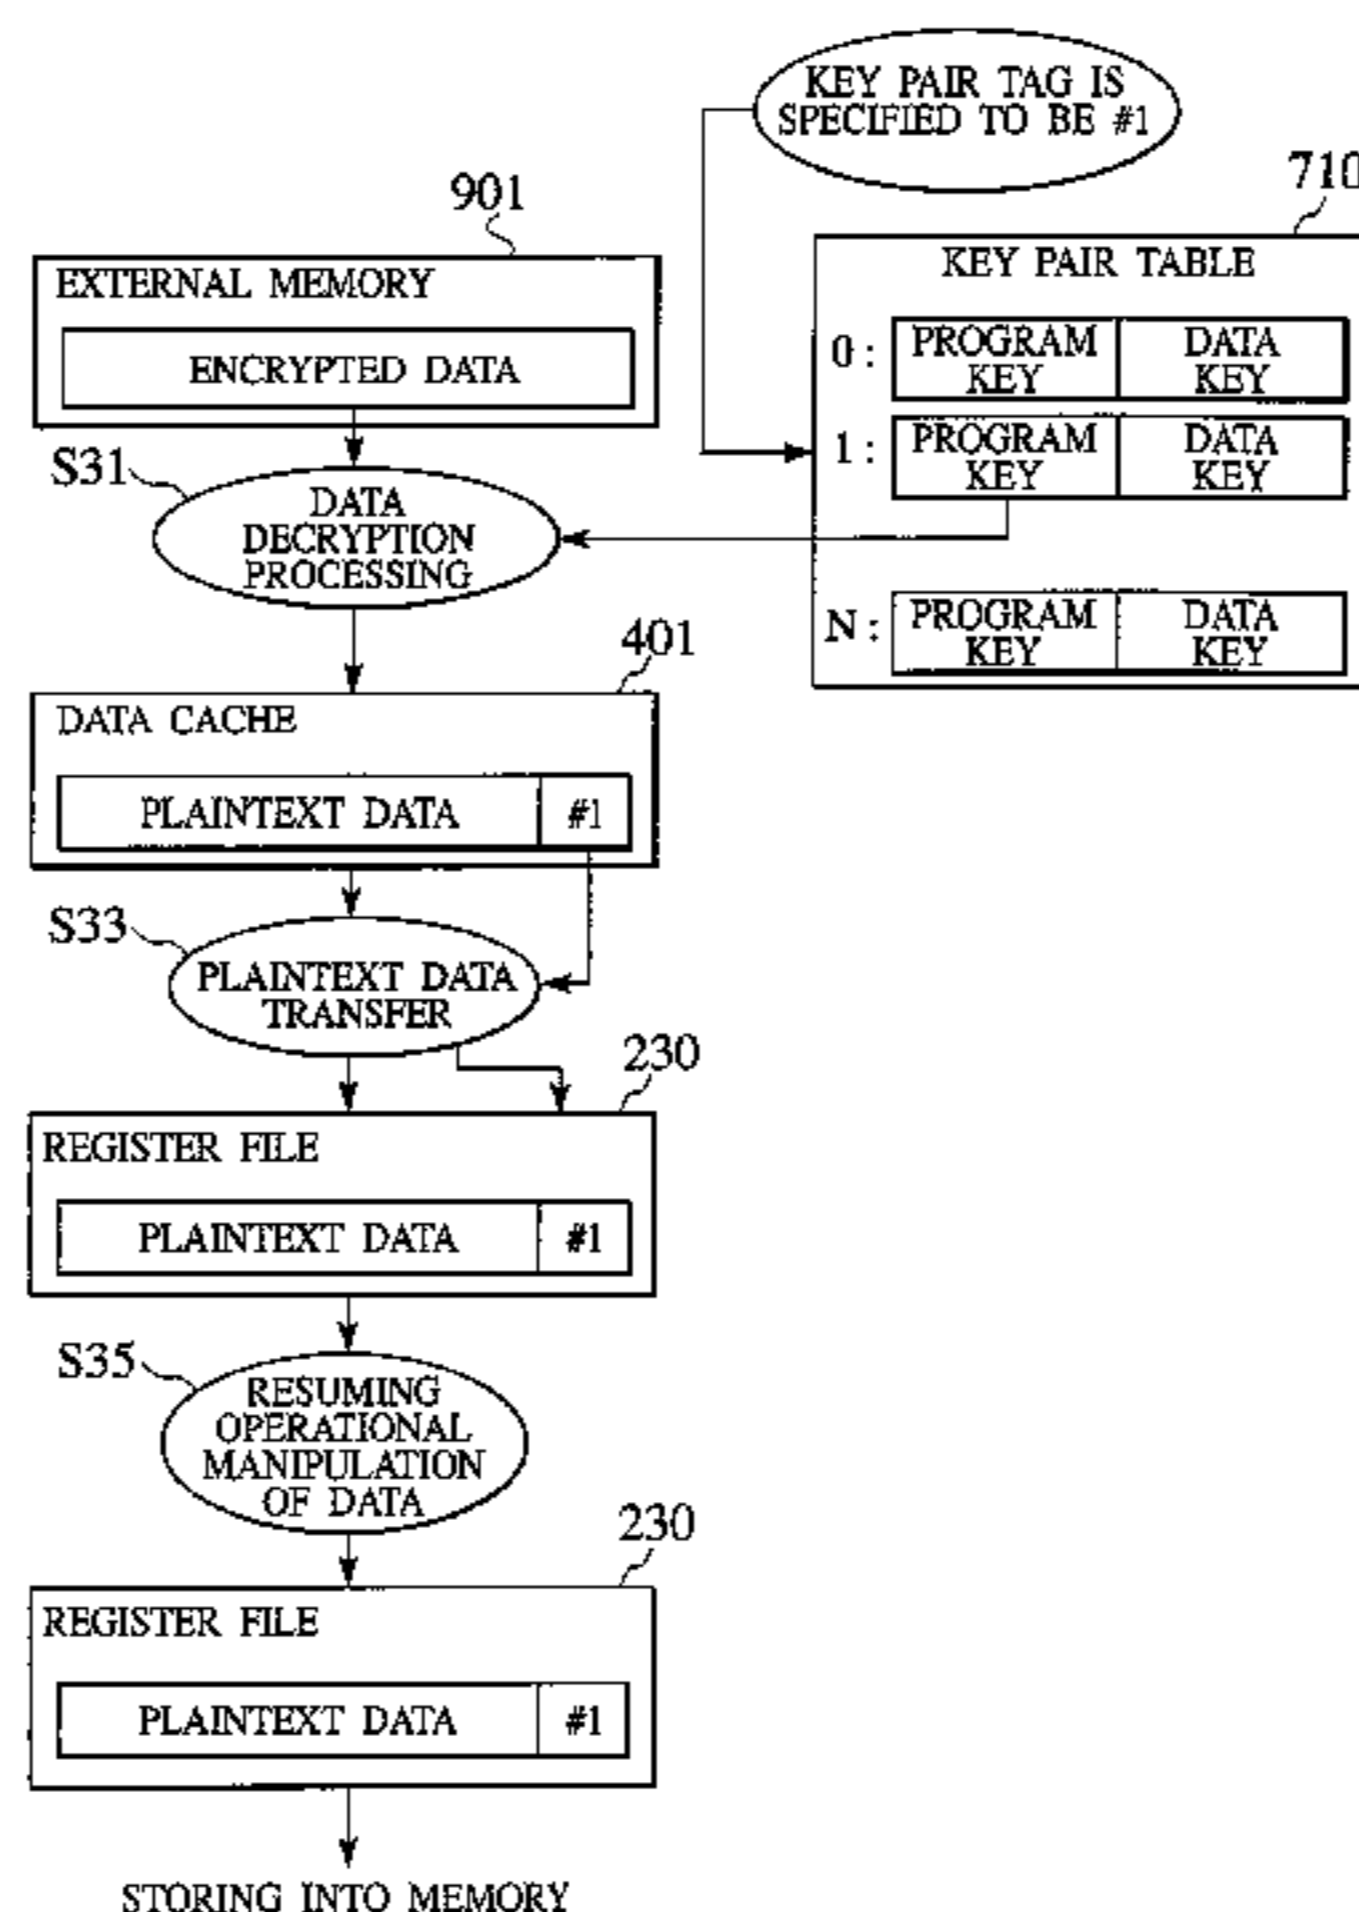 KEY PAIR TAG IS
SPECIFIED TO BE #1
710
901
KEY PAIR TABLE
EXTERNAL MEMORY
ENCRYPTED DATA
0: PROGRAM KEY DATA KEY
1: PROGRAM KEY DATA KEY
S31
DATA
DECRYPTION
PROCESSING
N: PROGRAM KEY DATA KEY
401
DATA CACHE
PLAINTEXT DATA #1
S33
PLAINTEXT DATA
TRANSFER
230
REGISTER FILE
PLAINTEXT DATA #1
S35
RESUMING
OPERATIONAL
MANIPULATION
OF DATA
230
REGISTER FILE
PLAINTEXT DATA #1
STORING INTO MEMORY